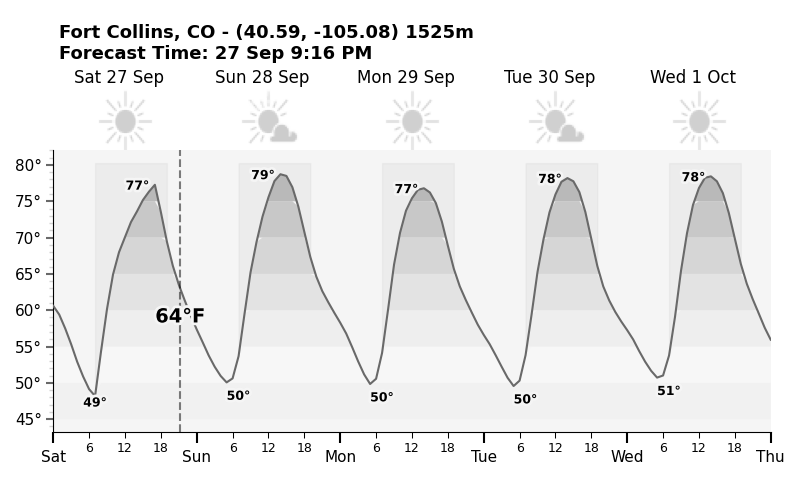 Fort Collins, CO - (40.59, -105.08) 1525m
Forecast Time: 27 Sep 9:16 PM
Sat 27 Sep Sun 28 Sep Mon 29 Sep Tue 30 Sep Wed 1 Oct
80°
75°
70°
65°
60°
55°
50°
45°
77° 79° 77° 78° 78°
64°F
49° 50° 50° 50° 51°
6 12 18 6 12 18 6 12 18 6 12 18 6 12 18
Sat Sun Mon Tue Wed Thu